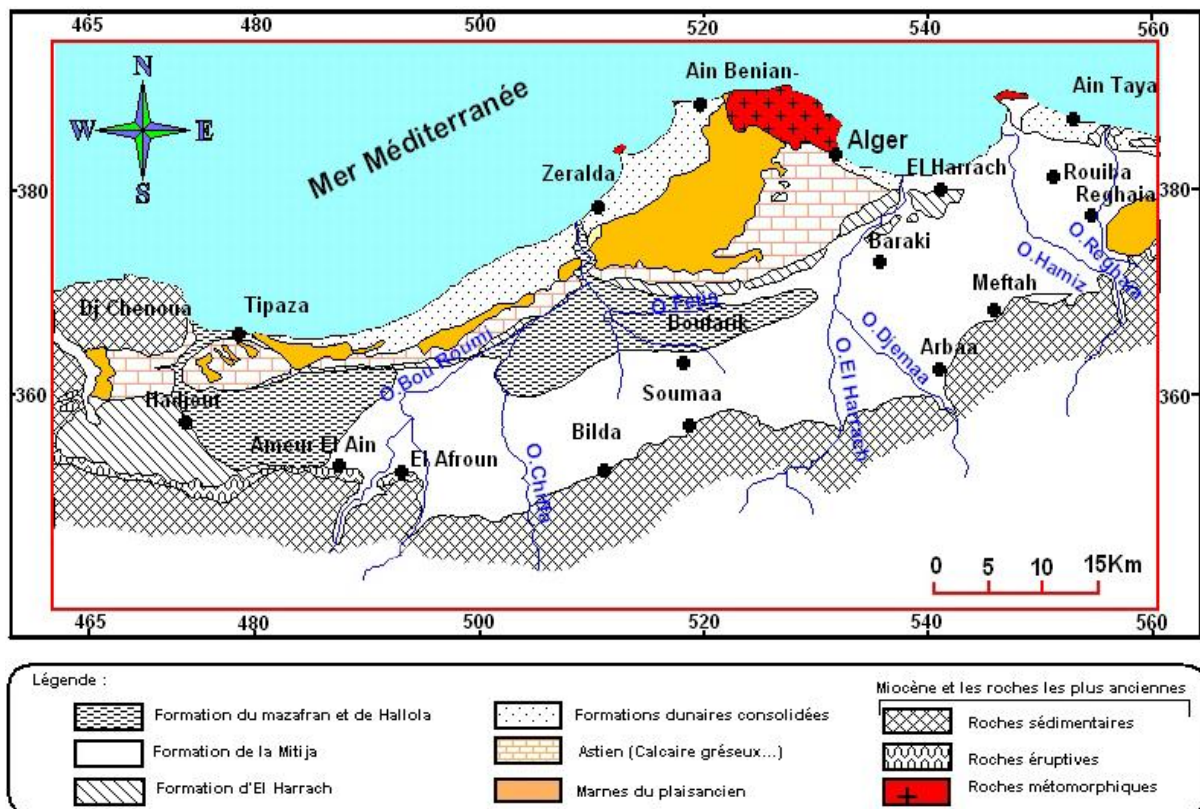 465 480 500 520 540 560
N
W E
S
Mer Méditerranée
Ain Benian-
Ain Taya
Alger
Zeralda
El Harrach
Rouiba
Reghaia
380 380
Baraki
O.Hamiz
O.Reghaia
Meftah
Dj Chenoua
Tipaza
O.Fetis
Boufarik
O.Bou Roumi
O.Djemaa
Arbaa
O.El Harrach
360 360
Hadjout
Soumaa
Ameur El Ain
El Afroun
Bilda
O.Chiffa
0 5 10 15Km
465 480 500 520 540 560
Légende :
Formation du mazafran et de Hallola
Formation de la Mitija
Formation d'El Harrach
Formations dunaires consolidées
Astien (Calcaire gréseux...)
Marnes du plaisancien
Miocène et les roches les plus anciennes
Roches sédimentaires
Roches éruptives
Roches métomorphiques